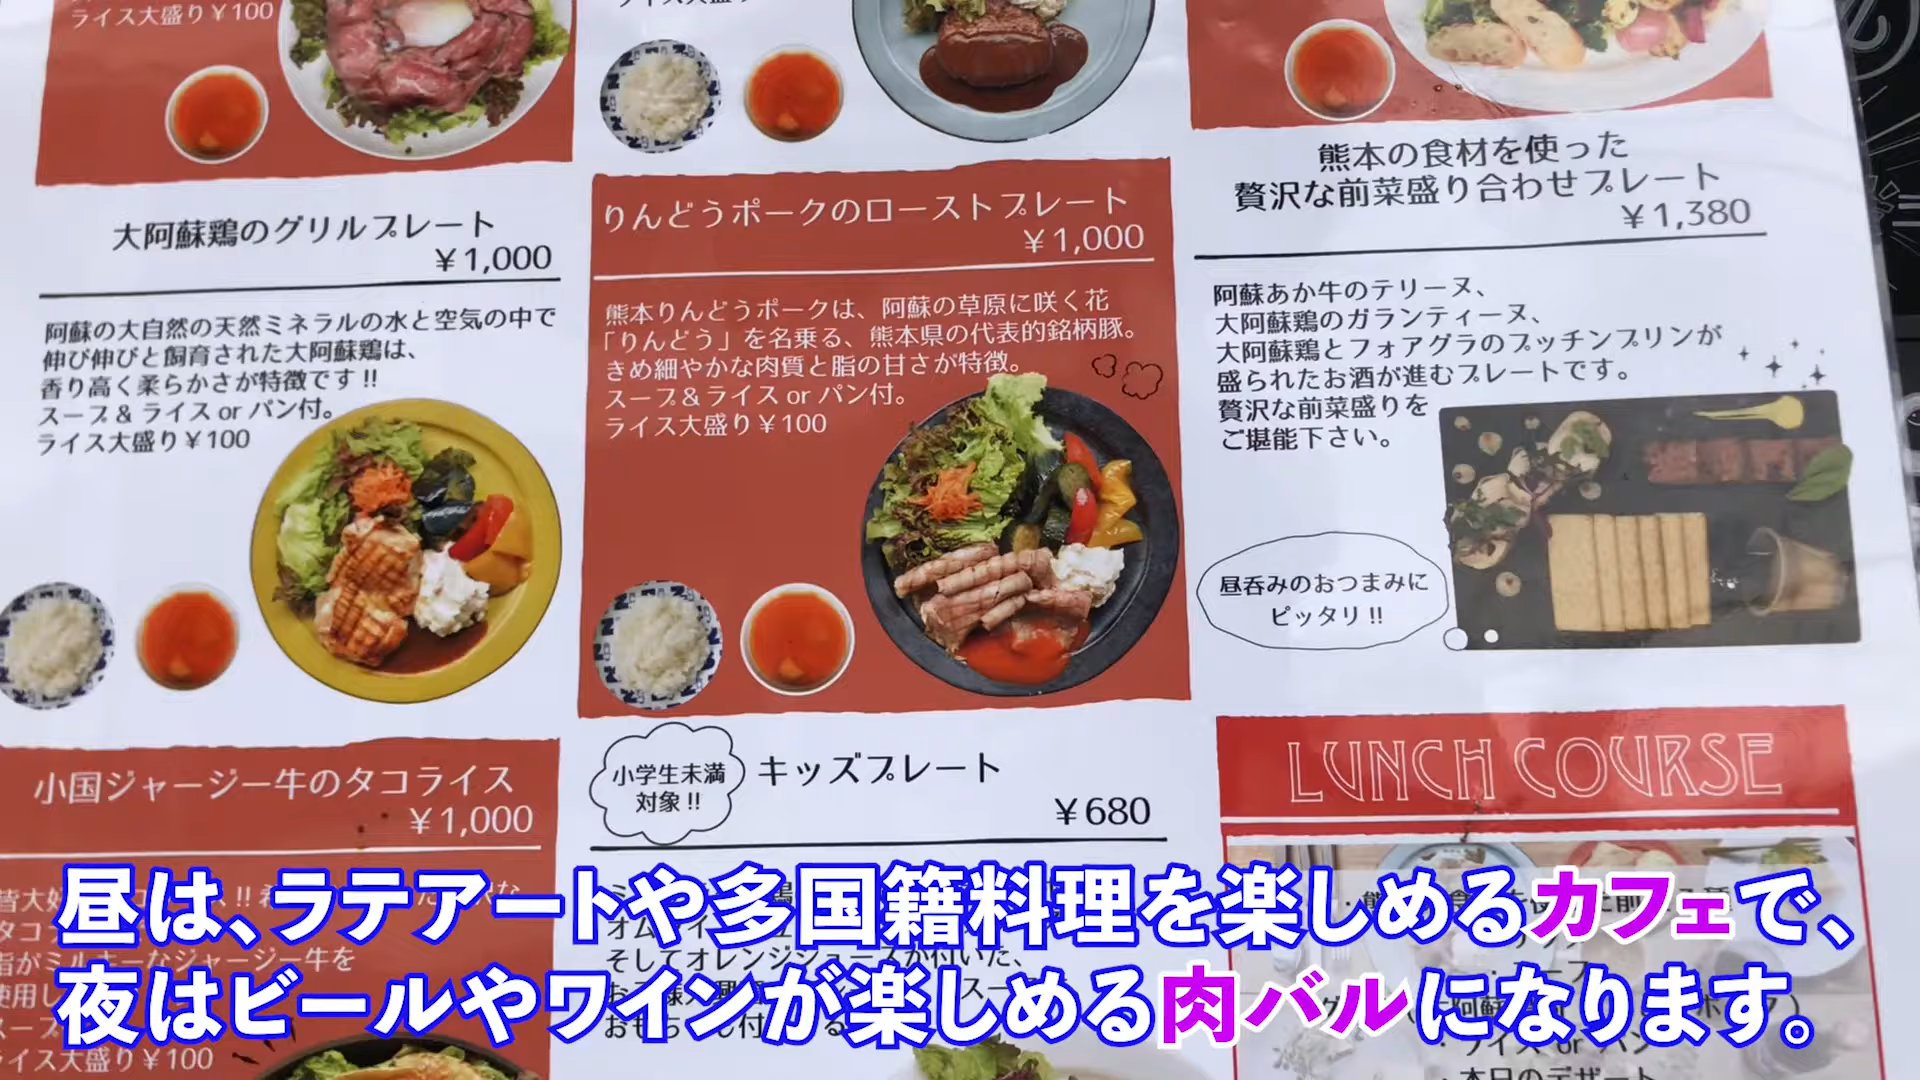 ライス大盛り￥100
大阿蘇鶏のグリルプレート
￥1,000
阿蘇の大自然の天然ミネラルの水と空気の中で
伸び伸びと飼育された大阿蘇鶏は、
香り高く柔らかさが特徴です!!
スープ&ライス or パン付。
ライス大盛り￥100
りんどうポークのローストプレート
￥1,000
熊本りんどうポークは、阿蘇の草原に咲く花
「りんどう」を名乗る、熊本県の代表的銘柄豚。
きめ細やかな肉質と脂の甘さが特徴。
スープ&ライス or パン付。
ライス大盛り￥100
熊本の食材を使った
贅沢な前菜盛り合わせプレート
￥1,380
阿蘇あか牛のテリーヌ、
大阿蘇鶏のガランティーヌ、
大阿蘇鶏とフォアグラのプッチンプリンが
盛られたお酒が進むプレートです。
贅沢な前菜盛りを
ご堪能下さい。
昼呑みのおつまみに
ピッタリ!!
小国ジャージー牛のタコライス
￥1,000
小学生未満
対象!!
キッズプレート
￥680
LUNCH COURSE
そしてオレンジジュースが付いた、
ライス大盛り￥100
・ライス or パン
・本日のデザート
昼は、ラテアートや多国籍料理を楽しめるカフェで、
夜はビールやワインが楽しめる肉バルになります。